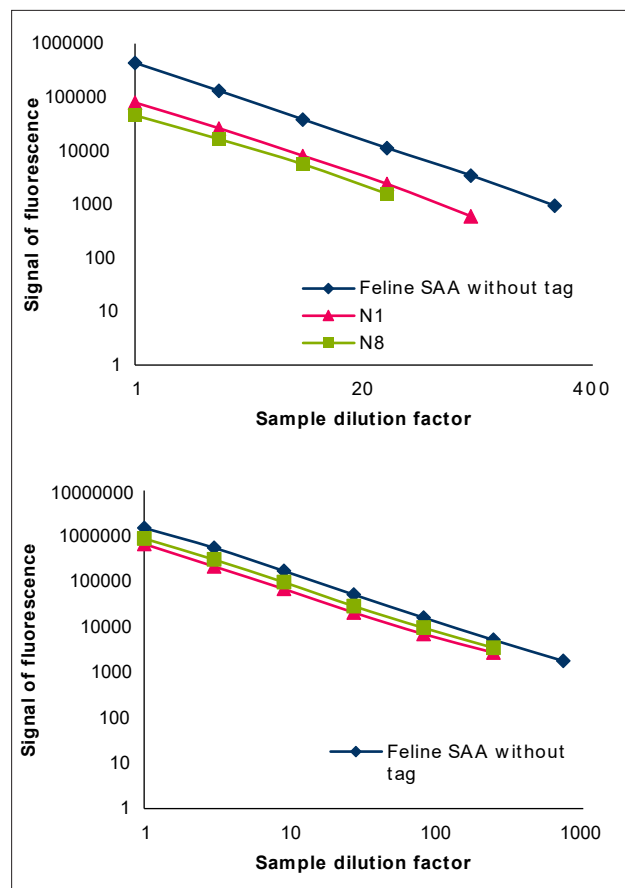 1000000
100000
10000
1000
100
10
1
Signal of fluorescence
Feline SAA without tag
N1
N8
1 20 400
Sample dilution factor
10000000
1000000
100000
10000
1000
100
10
1
Signal of fluorescence
Feline SAA without
tag
1 10 100 1000
Sample dilution factor